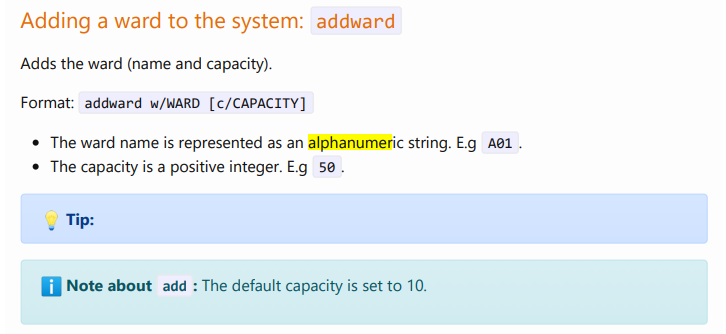 Adding a ward to the system: addward
Adds the ward (name and capacity).
Format: addward w/WARD [c/CAPACITY]
• The ward name is represented as an alphanumeric string. E.g A01.
• The capacity is a positive integer. E.g 50.
💡 Tip:
ℹ️ Note about add: The default capacity is set to 10.